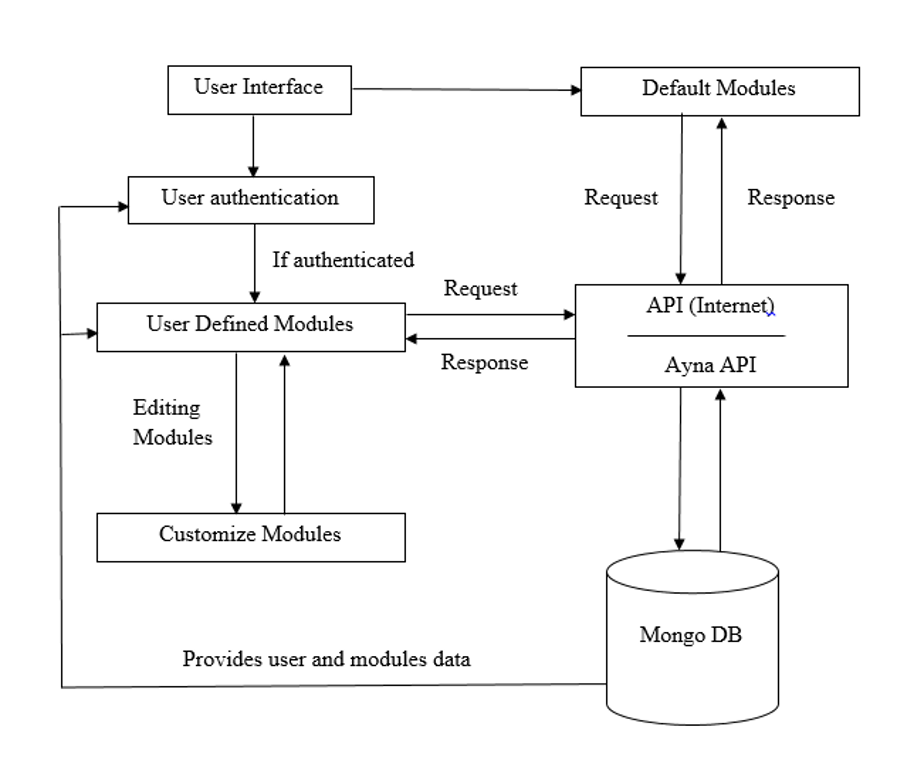 User Interface
Default Modules
User authentication
Request
Response
If authenticated
Request
API (Internet)
User Defined Modules
Response
Ayna API
Editing
Modules
Customize Modules
Mongo DB
Provides user and modules data